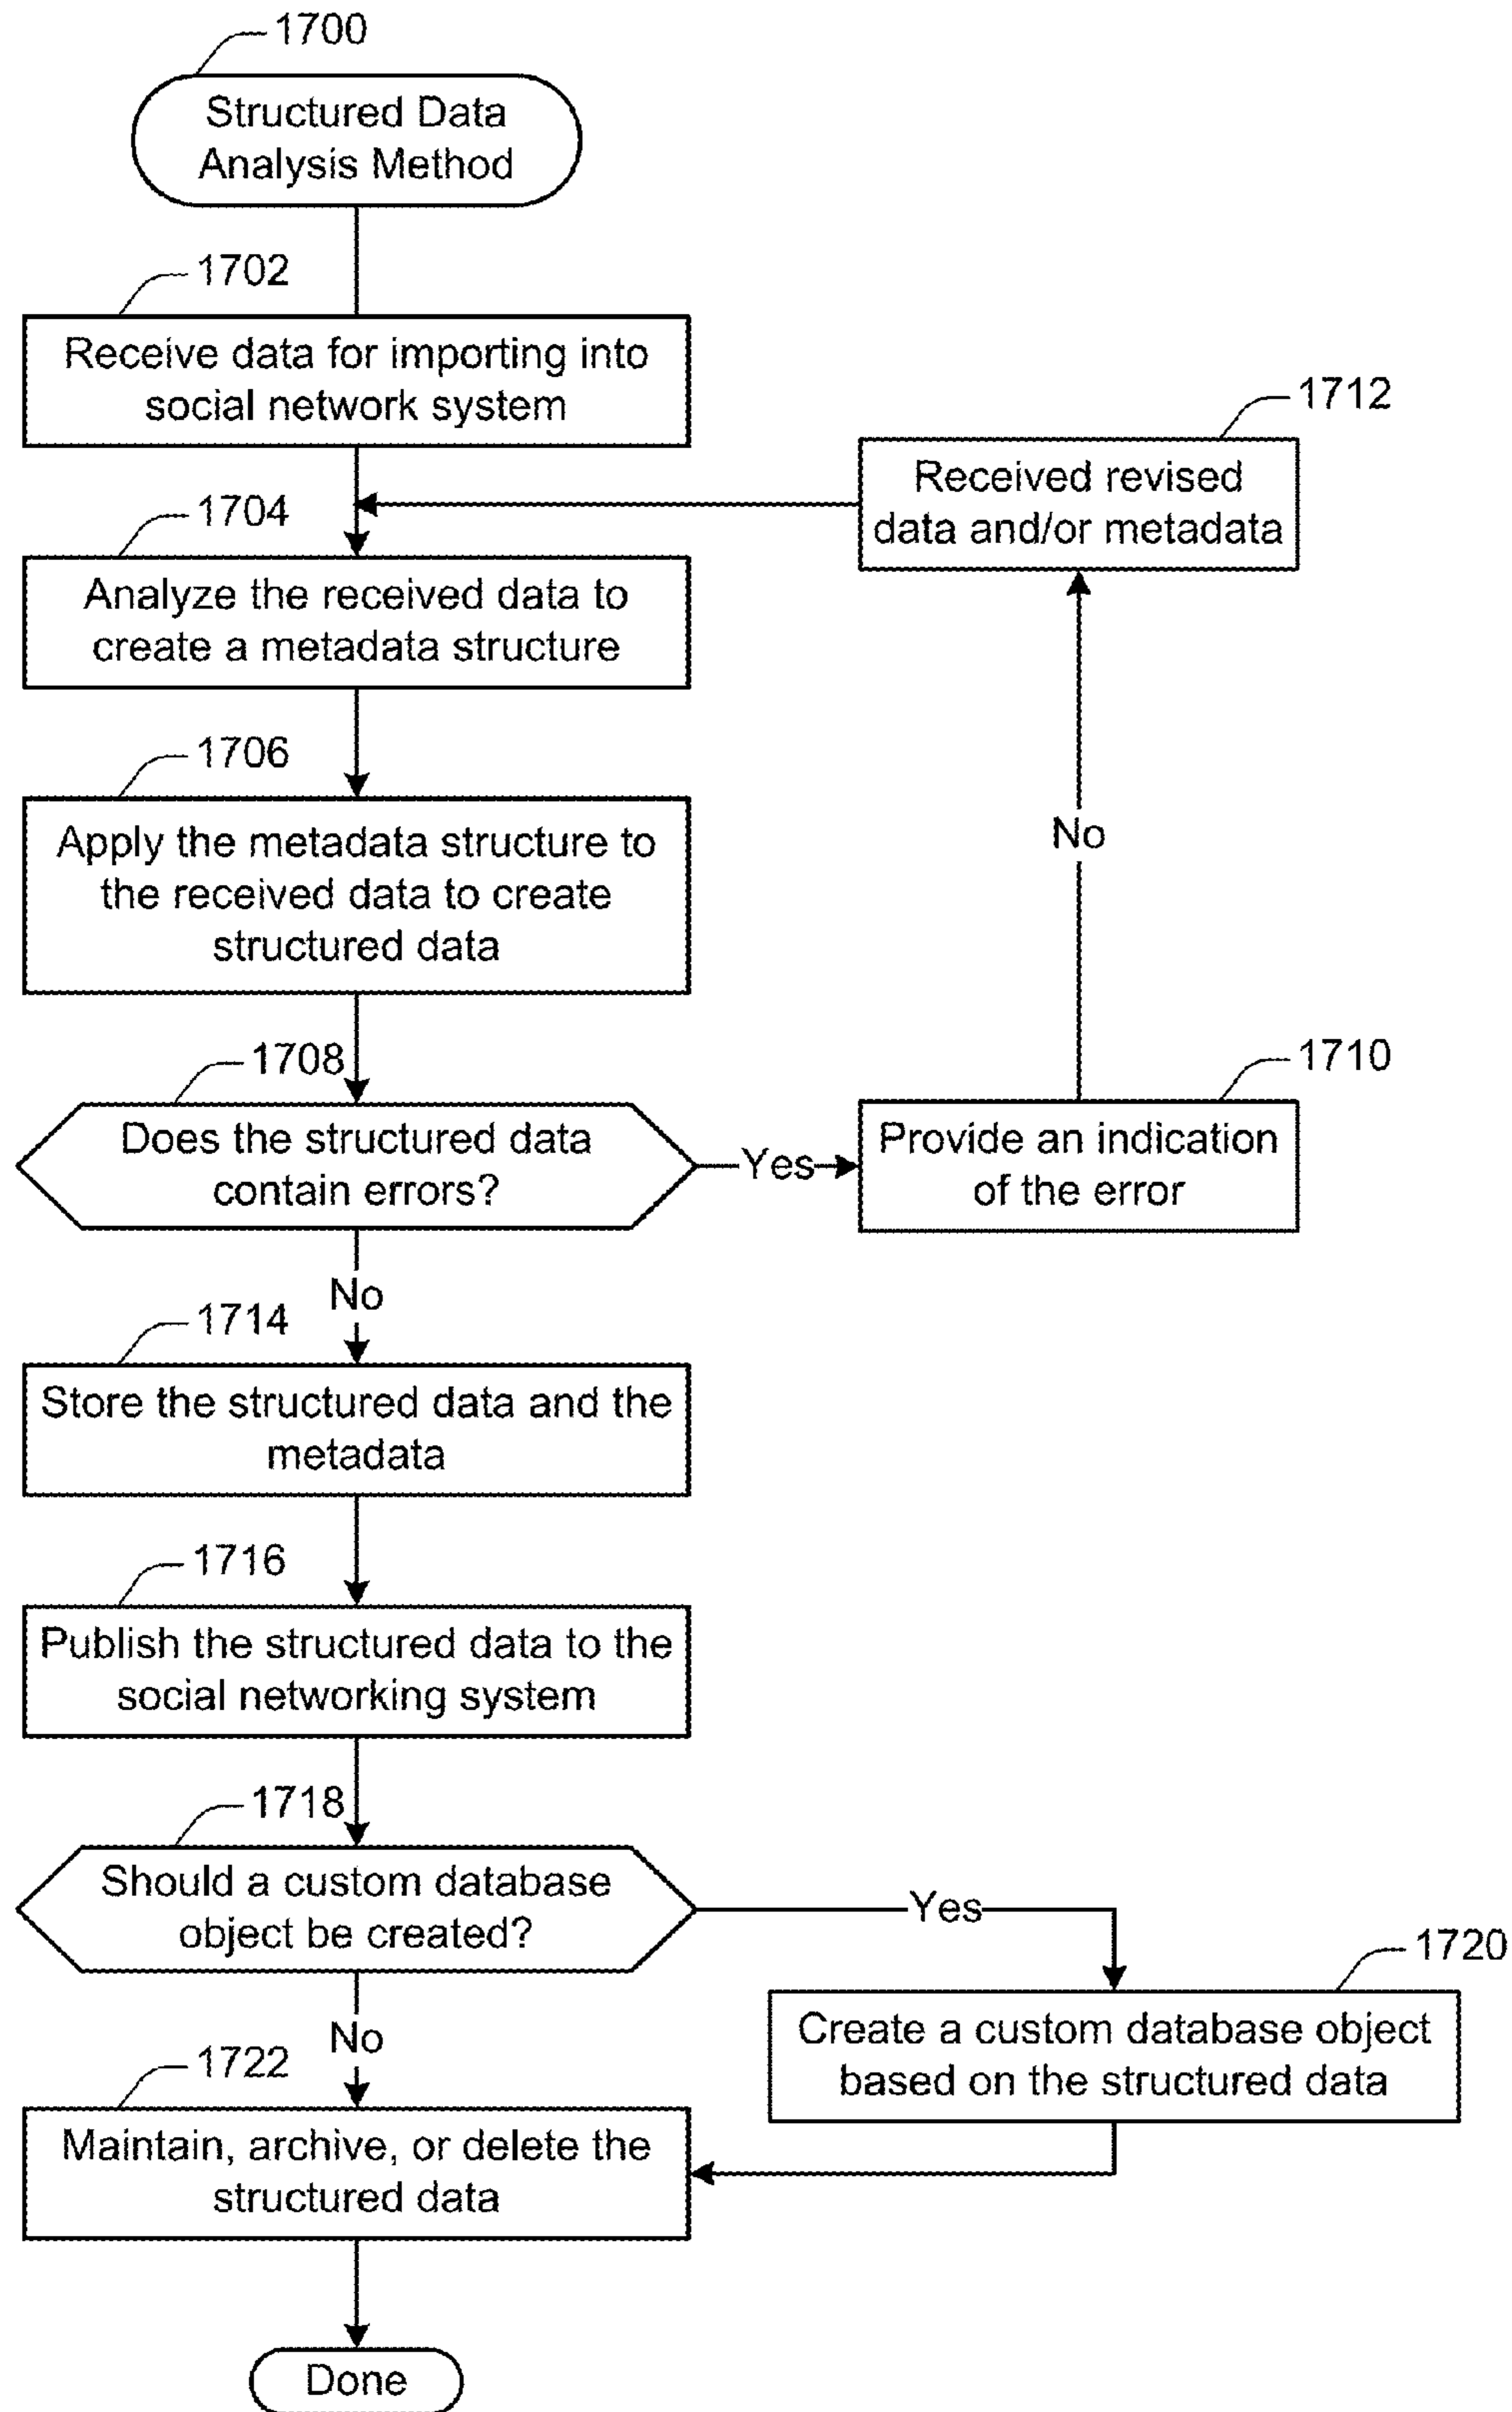 1700
Structured Data
Analysis Method
1702
Receive data for importing into
social network system
1712
Received revised
data and/or metadata
1704
Analyze the received data to
create a metadata structure
1706
Apply the metadata structure to
the received data to create
structured data
No
1708
Does the structured data
contain errors?
Yes
1710
Provide an indication
of the error
No
1714
Store the structured data and the
metadata
1716
Publish the structured data to the
social networking system
1718
Should a custom database
object be created?
Yes
1720
Create a custom database object
based on the structured data
No
1722
Maintain, archive, or delete the
structured data
Done